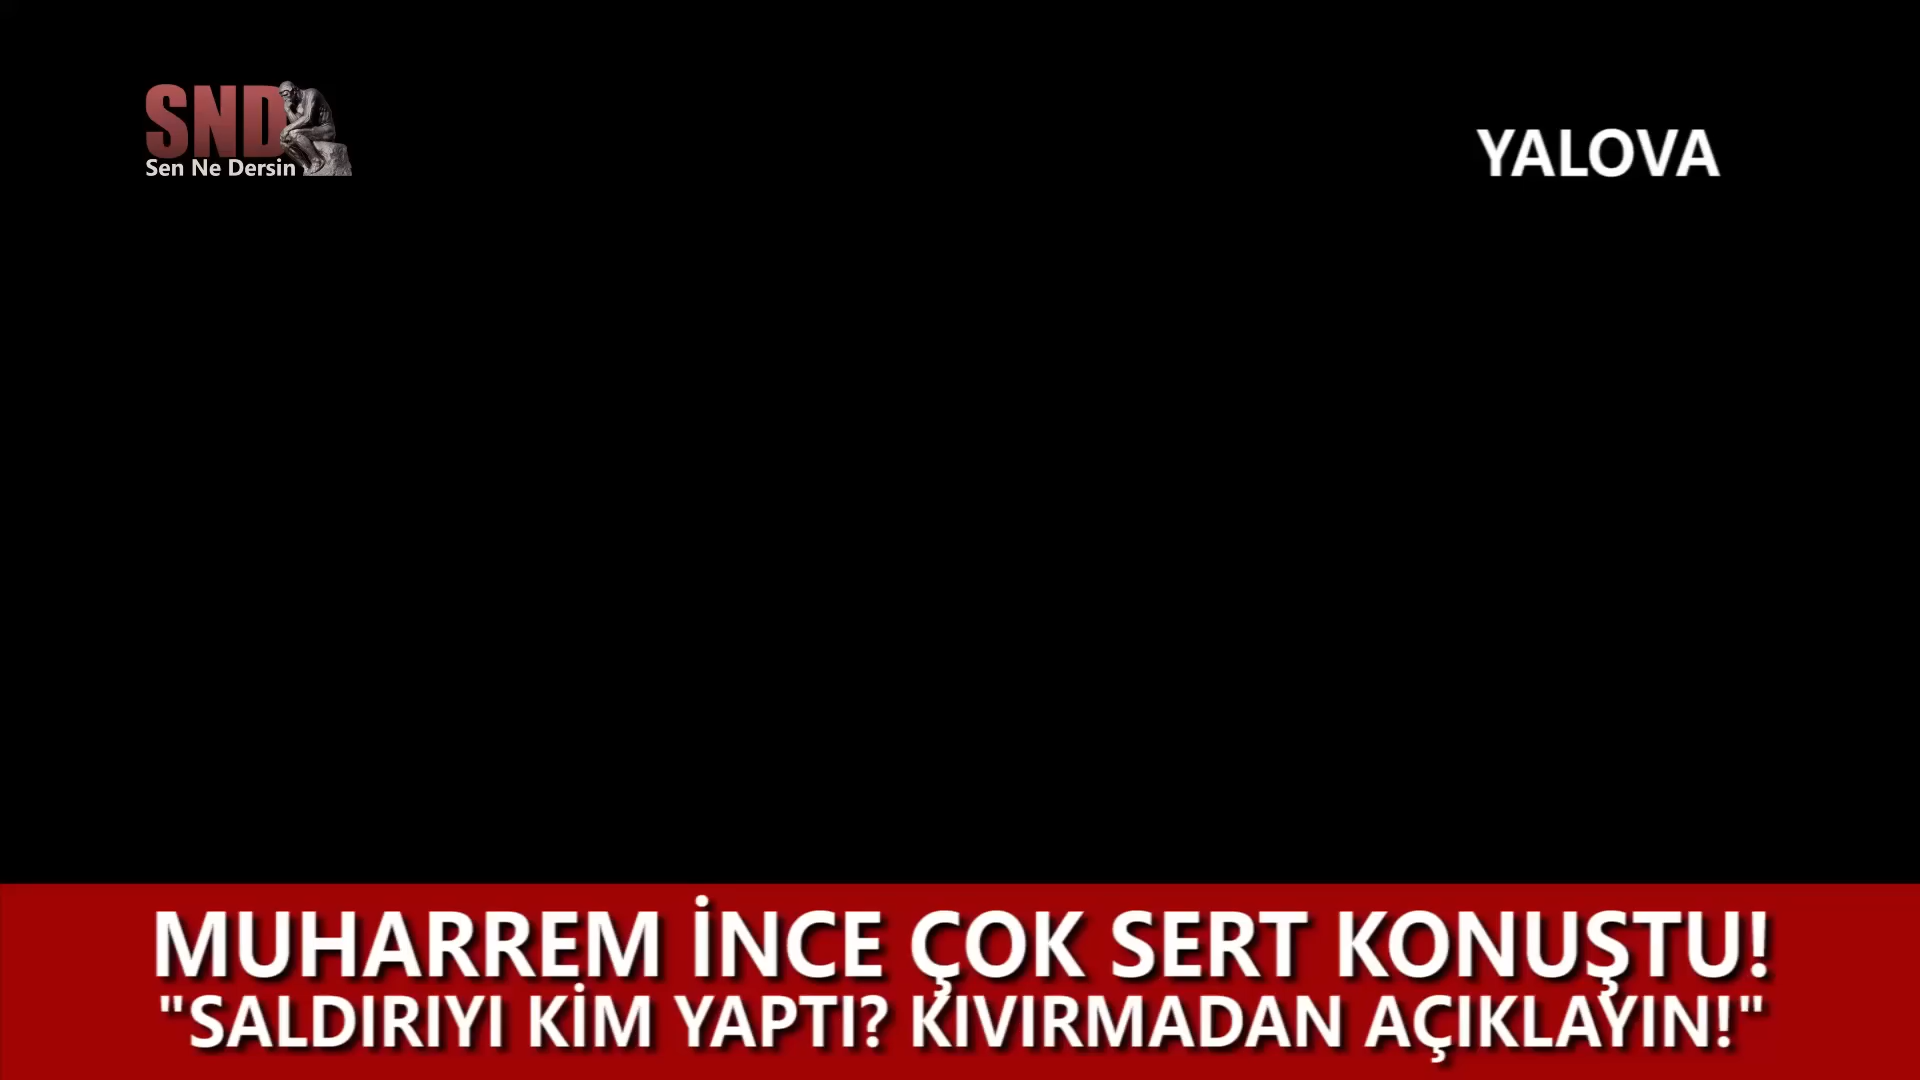 SND
Sen Ne Dersin
YALOVA
MUHARREM İNCE ÇOK SERT KONUŞTU!
"SALDIRIYI KİM YAPTI? KIVIRMADAN AÇIKLAYIN!"